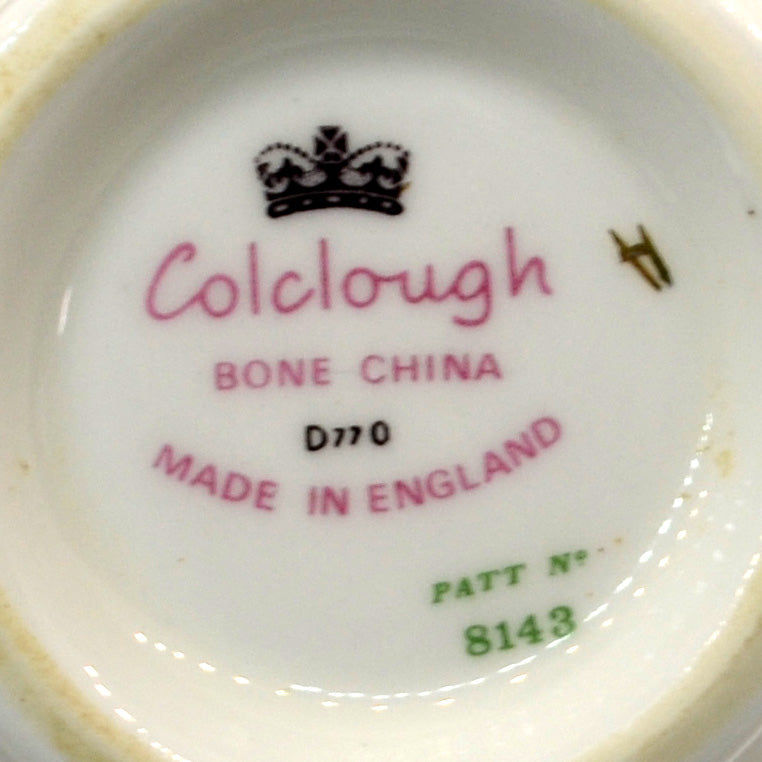 Colclough
BONE CHINA
D770
MADE IN ENGLAND
PATT Nº
8143